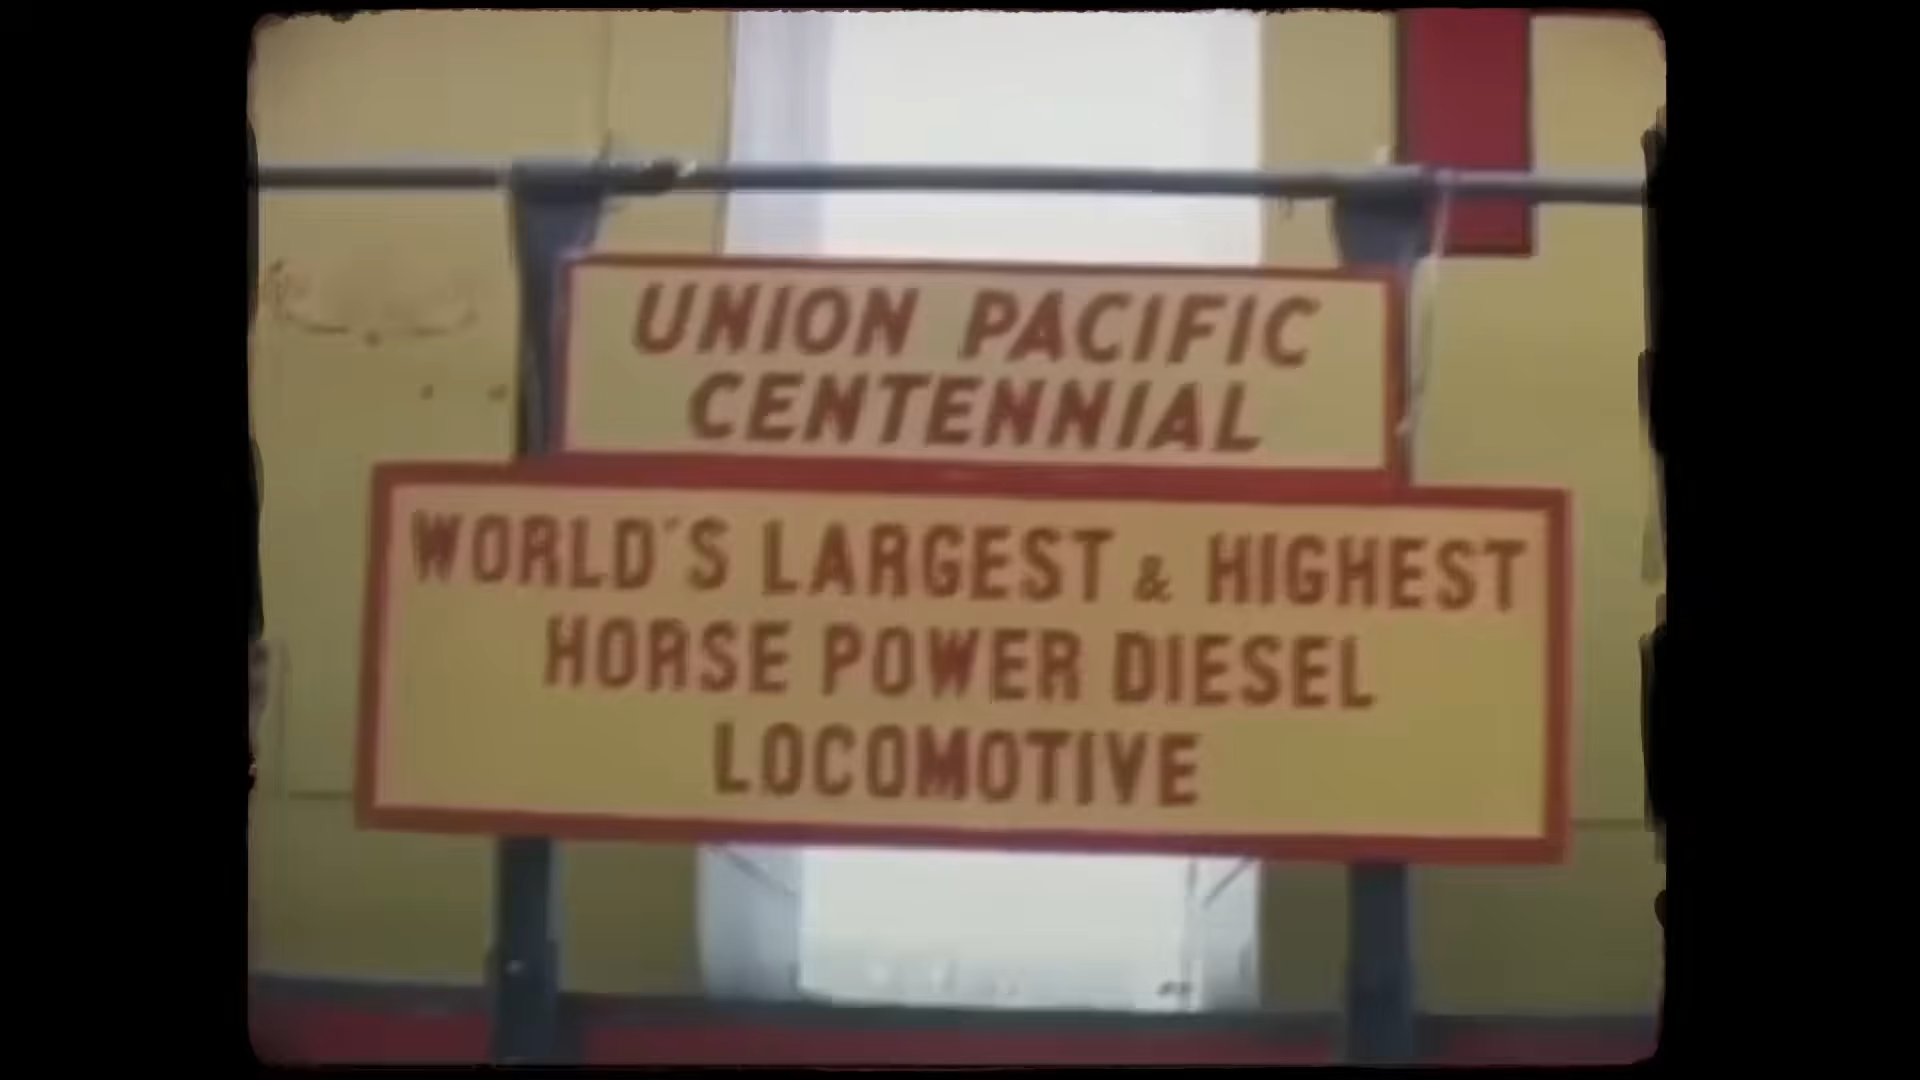 UNION PACIFIC
CENTENNIAL
WORLD'S LARGEST & HIGHEST
HORSE POWER DIESEL
LOCOMOTIVE